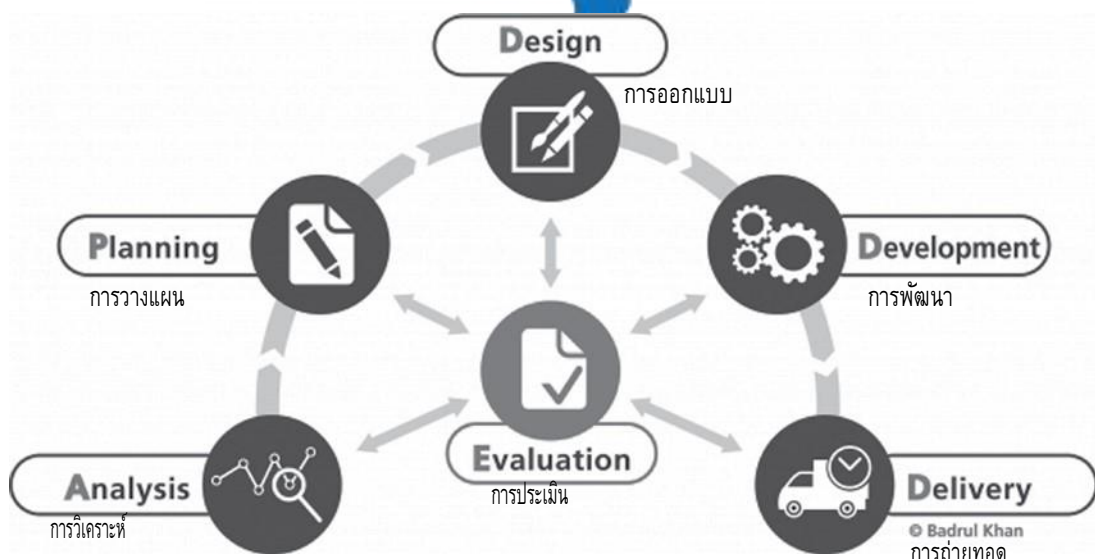 Design
การออกแบบ
Planning
การวางแผน
Development
การพัฒนา
Evaluation
การประเมิน
Analysis
การวิเคราะห์
Delivery
© Badrul Khan
การถ่ายทอด